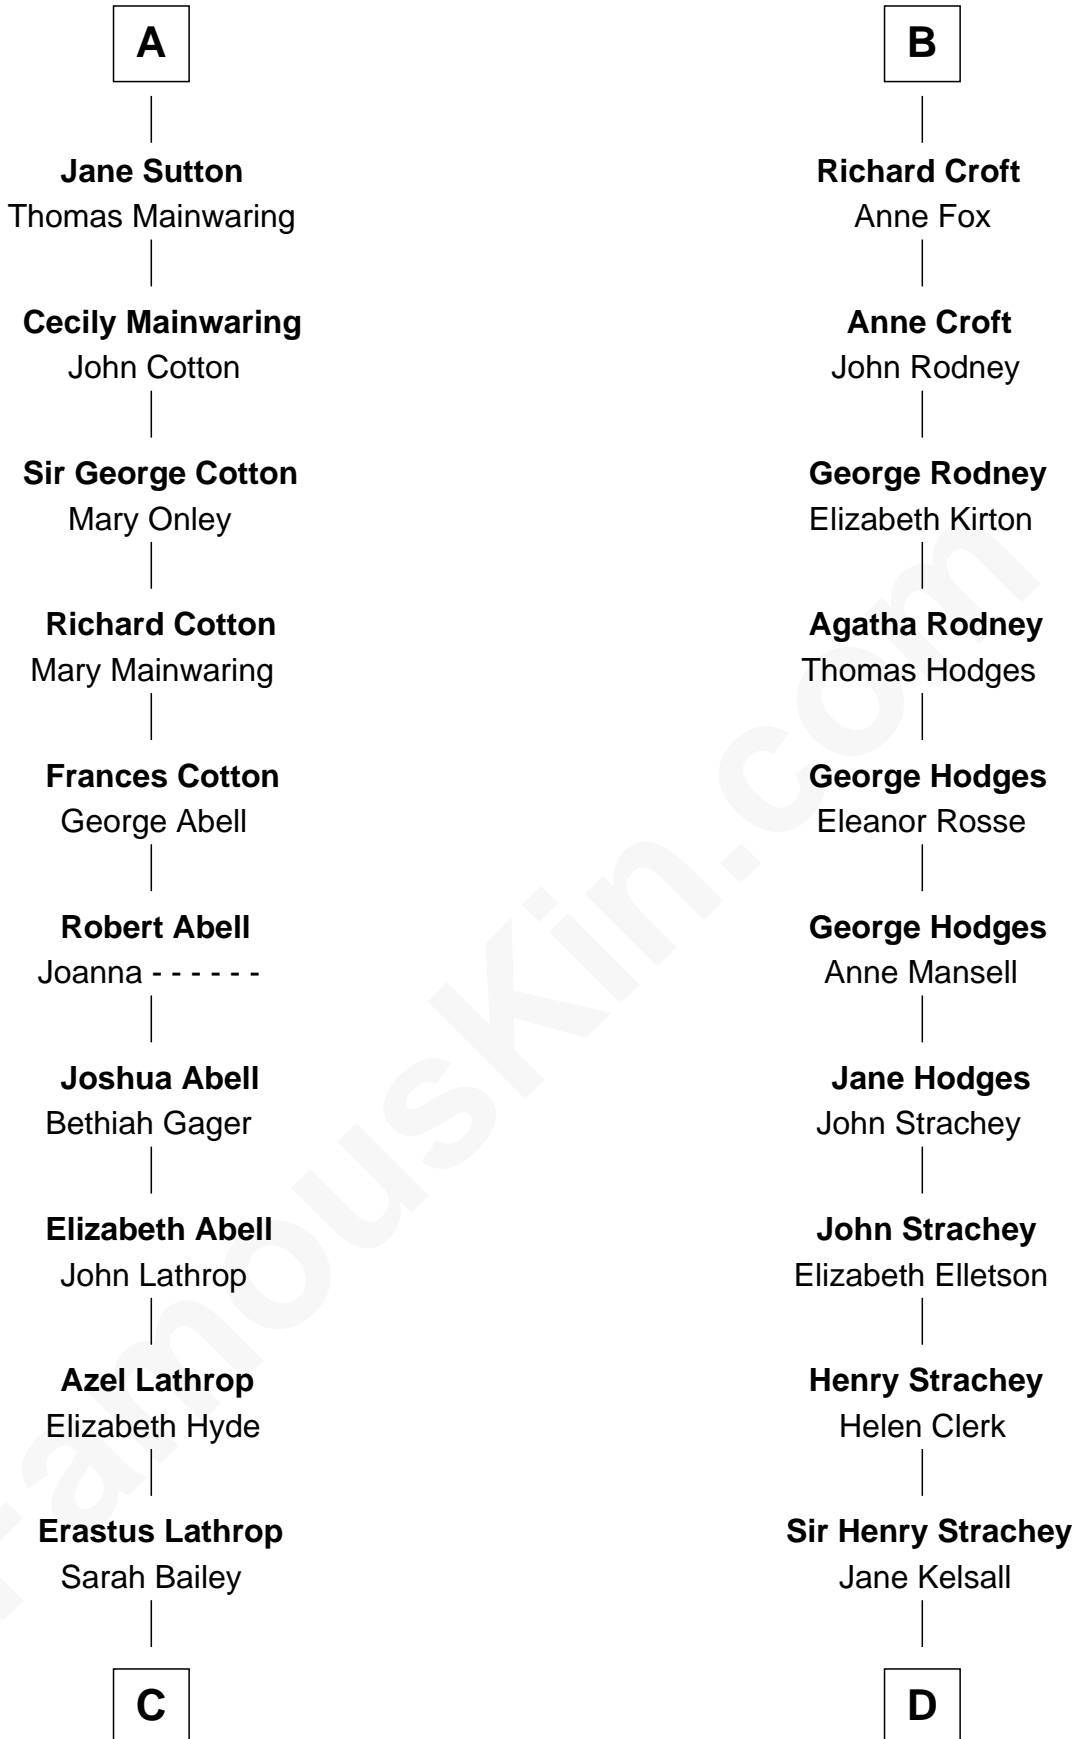 A
Jane Sutton
Thomas Mainwaring
Cecily Mainwaring
John Cotton
Sir George Cotton
Mary Onley
Richard Cotton
Mary Mainwaring
Frances Cotton
George Abell
Robert Abell
Joanna - - - - - -
Joshua Abell
Bethiah Gager
Elizabeth Abell
John Lathrop
Azel Lathrop
Elizabeth Hyde
Erastus Lathrop
Sarah Bailey
C
B
Richard Croft
Anne Fox
Anne Croft
John Rodney
George Rodney
Elizabeth Kirton
Agatha Rodney
Thomas Hodges
George Hodges
Eleanor Rosse
George Hodges
Anne Mansell
Jane Hodges
John Strachey
John Strachey
Elizabeth Elletson
Henry Strachey
Helen Clerk
Sir Henry Strachey
Jane Kelsall
D
FamousKin.com